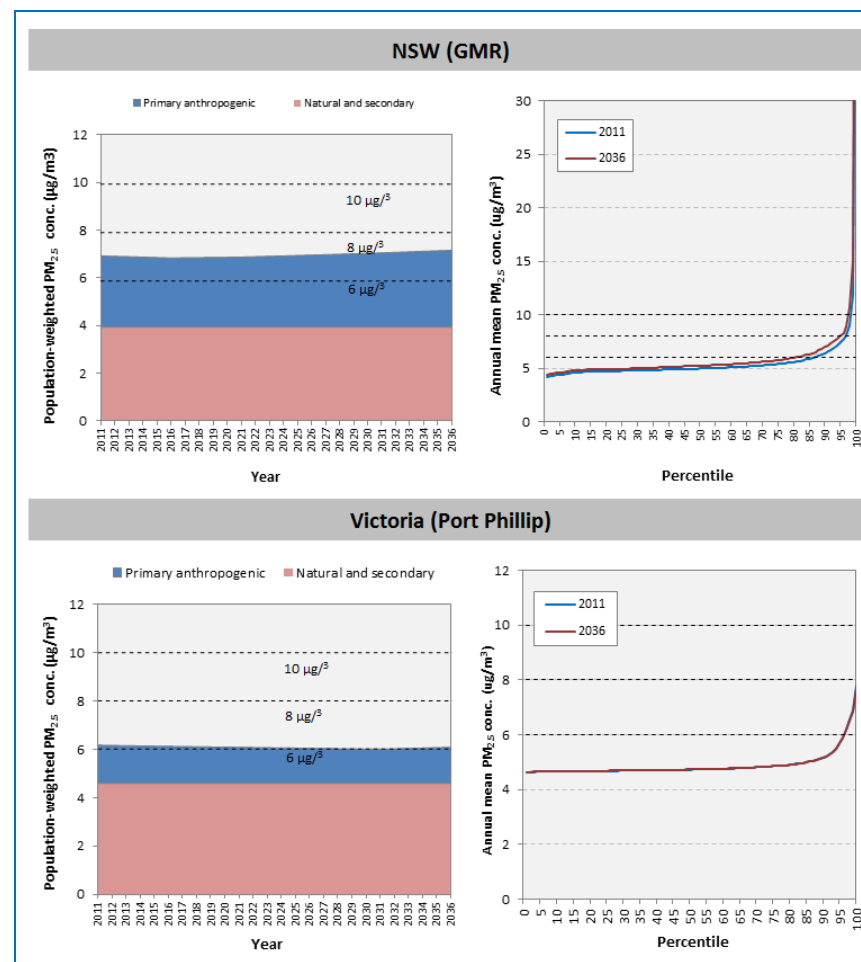 NSW (GMR)
Primary anthropogenic Natural and secondary
Population-weighted PM2.5 conc. (µg/m3)
12
10
8
6
4
2
0
10 µg/3
8 µg/3
6 µg/3
2011 2012 2013 2014 2015 2016 2017 2018 2019 2020 2021 2022 2023 2024 2025 2026 2027 2028 2029 2030 2031 2032 2033 2034 2035 2036
Year
Annual mean PM2.5 conc. (ug/m3)
30
25
20
15
10
5
0
2011
2036
0 5 10 15 20 25 30 35 40 45 50 55 60 65 70 75 80 85 90 95 100
Percentile
Victoria (Port Phillip)
Primary anthropogenic Natural and secondary
Population-weighted PM2.5 conc. (µg/m³)
12
10
8
6
4
2
0
10 µg/3
8 µg/3
6 µg/3
2011 2012 2013 2014 2015 2016 2017 2018 2019 2020 2021 2022 2023 2024 2025 2026 2027 2028 2029 2030 2031 2032 2033 2034 2035 2036
Year
Annual mean PM2.5 conc. (ug/m³)
12
10
8
6
4
2
0
2011
2036
0 5 10 15 20 25 30 35 40 45 50 55 60 65 70 75 80 85 90 95 100
Percentile